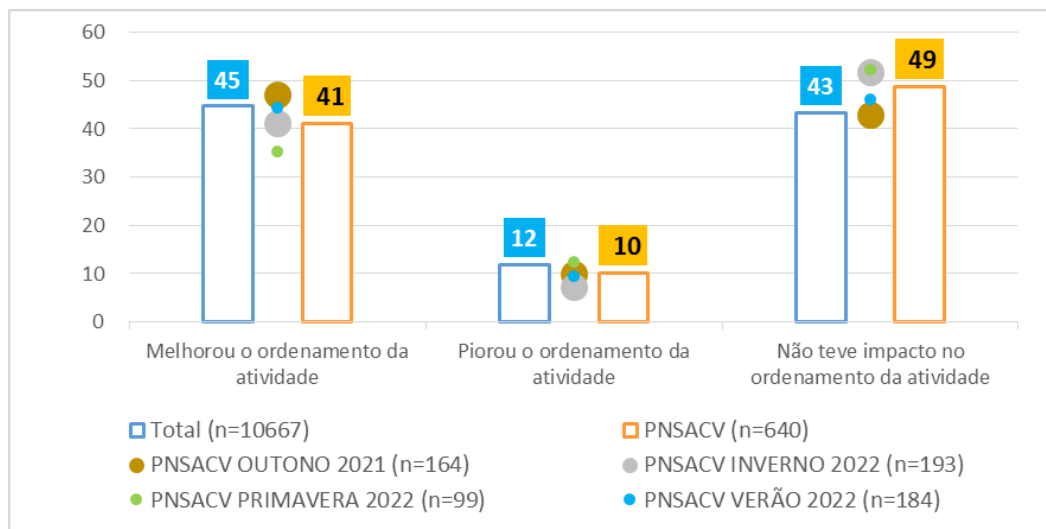 60
50
40
30
20
10
0
45
41
12
10
43
49
Melhorou o ordenamento da
atividade
Piorou o ordenamento da
atividade
Não teve impacto no
ordenamento da atividade
Total (n=10667)
PNSACV (n=640)
PNSACV OUTONO 2021 (n=164)
PNSACV INVERNO 2022 (n=193)
PNSACV PRIMAVERA 2022 (n=99)
PNSACV VERÃO 2022 (n=184)